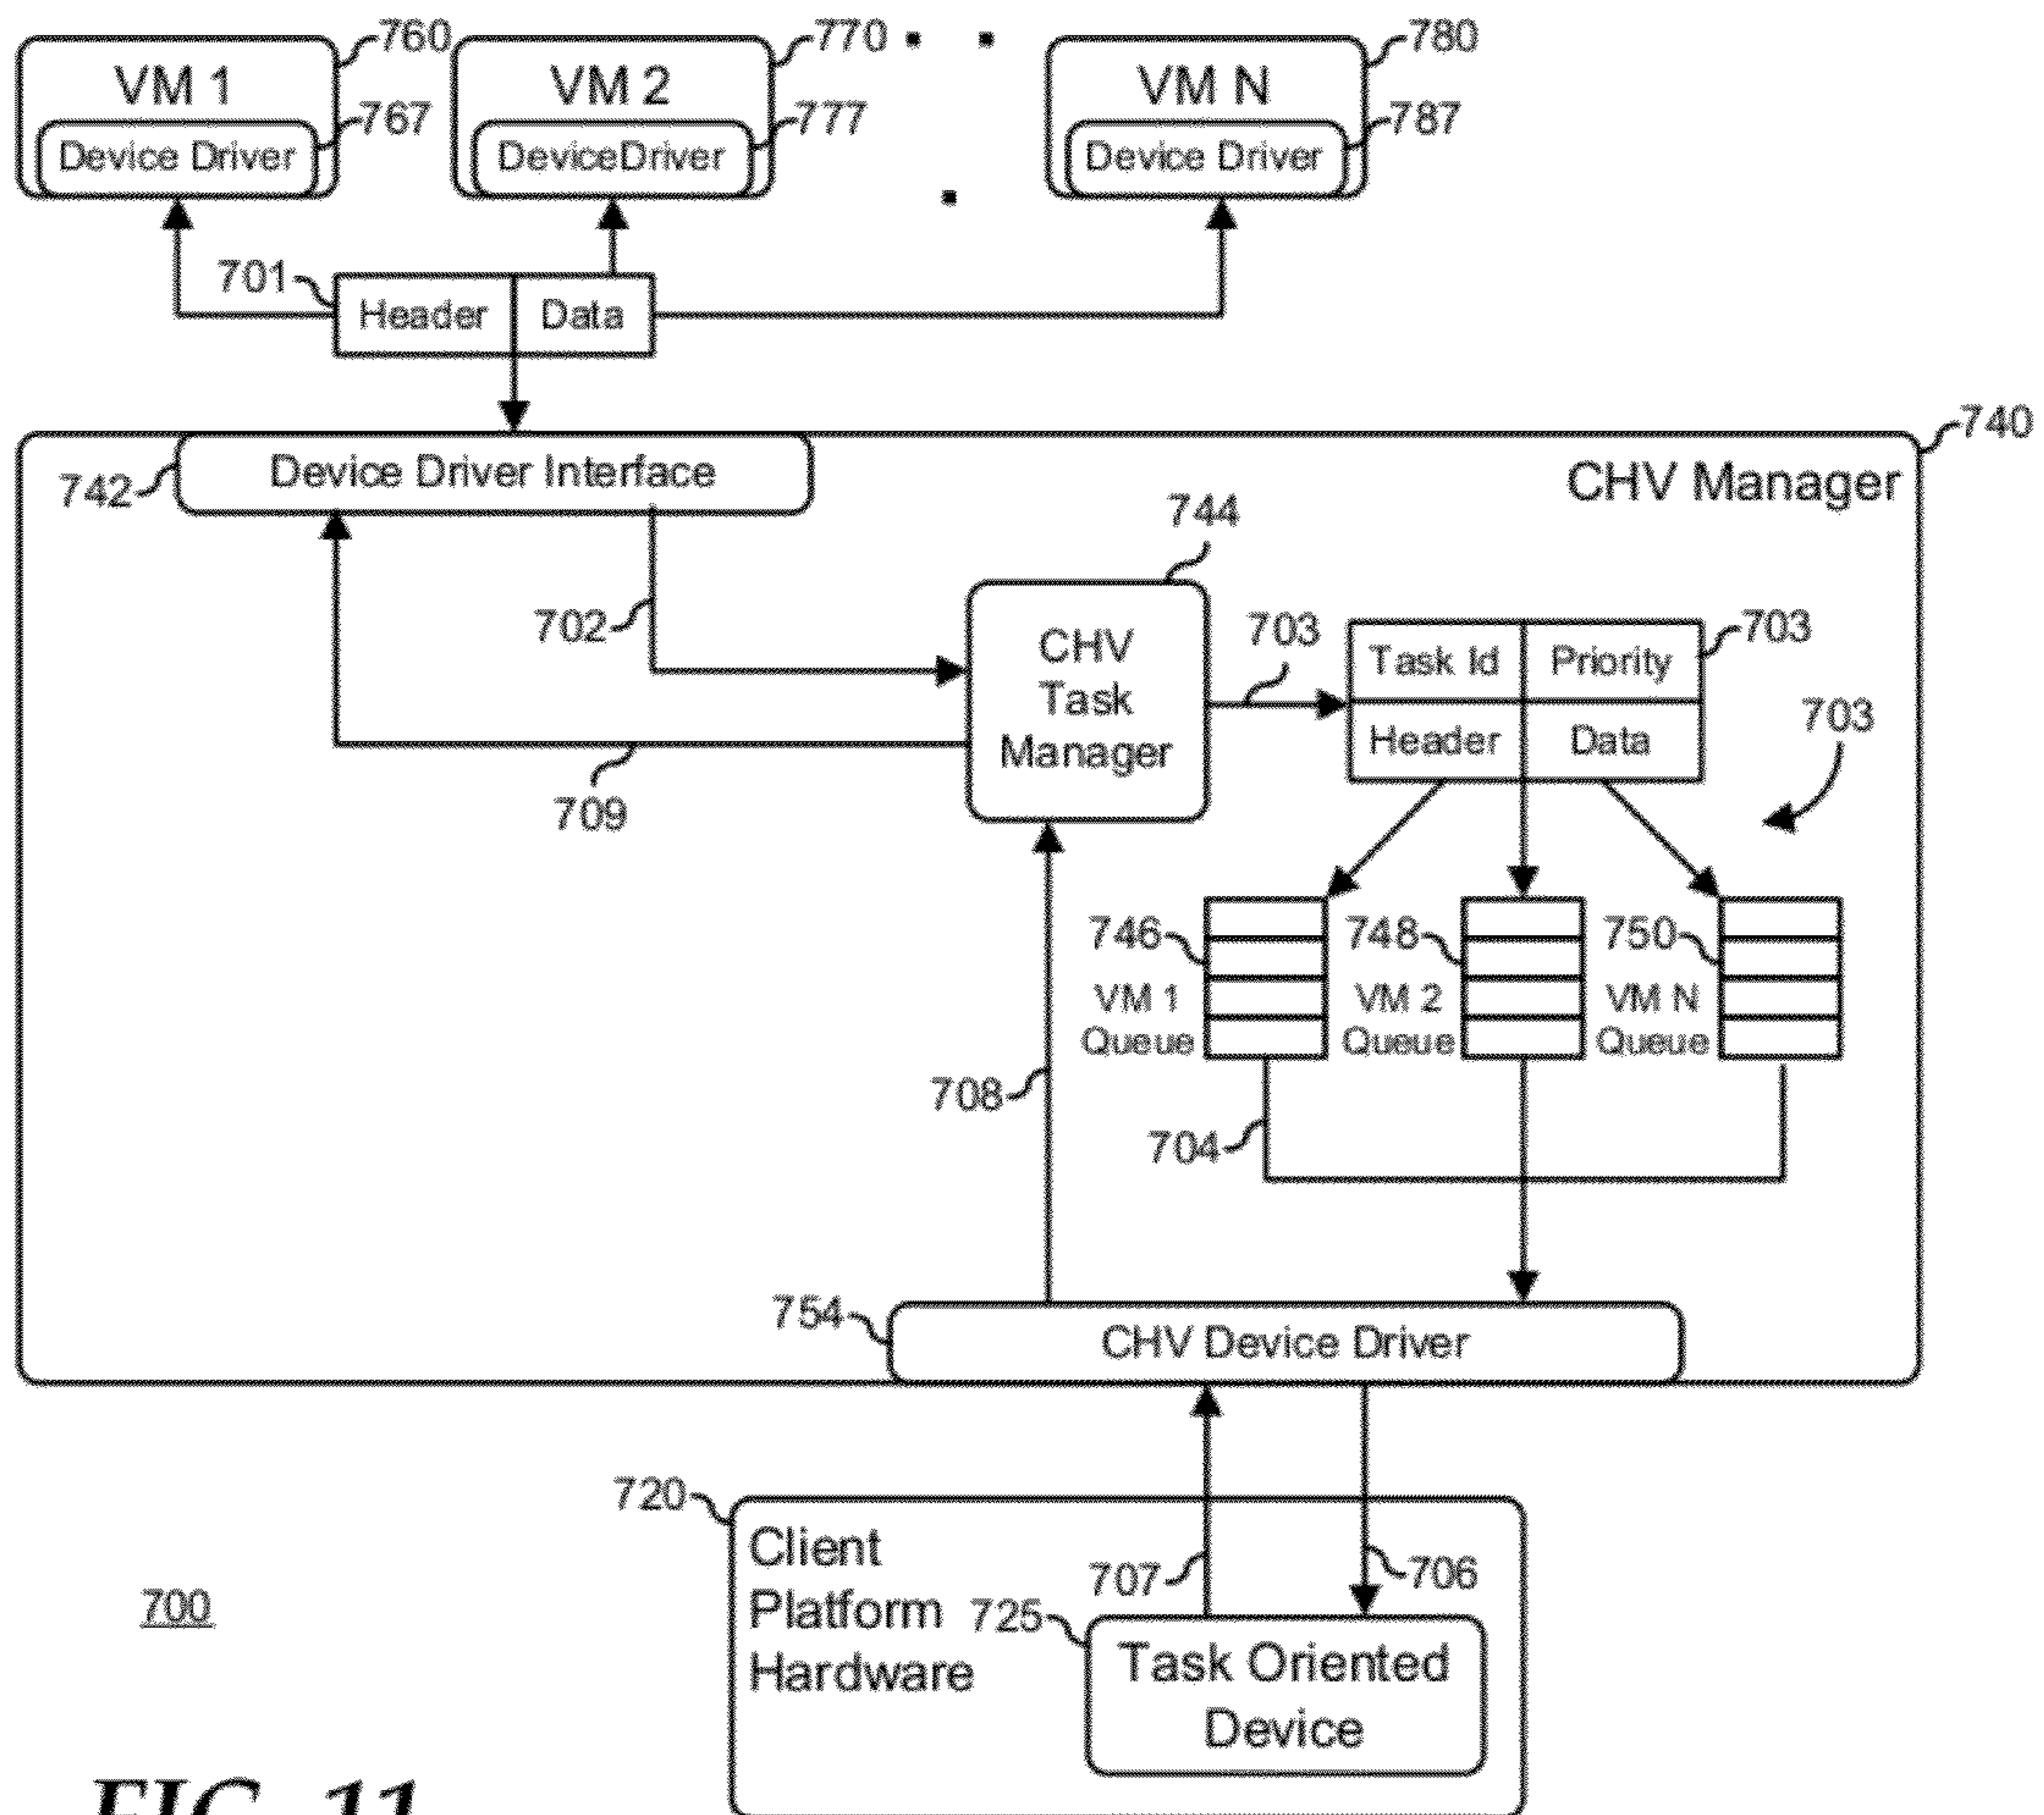 760
770
780
VM 1
VM 2
VM N
767
777
787
Device Driver
DeviceDriver
Device Driver
701
Header
Data
740
742
Device Driver Interface
CHV Manager
744
702
703
703
CHV
Task
Manager
Task Id
Priority
Header
Data
703
709
746
748
750
VM 1
Queue
VM 2
Queue
VM N
Queue
708
704
754
CHV Device Driver
720
Client
Platform
Hardware
707
706
700
725
Task Oriented
Device
FIG. 11